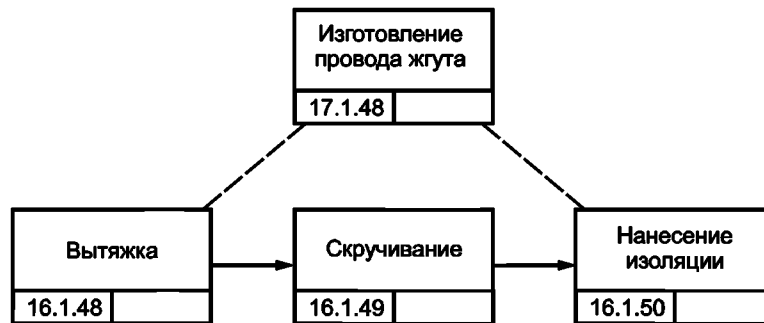 Изготовление
провода жгута
17.1.48
Вытяжка
16.1.48
Скручивание
16.1.49
Нанесение
изоляции
16.1.50